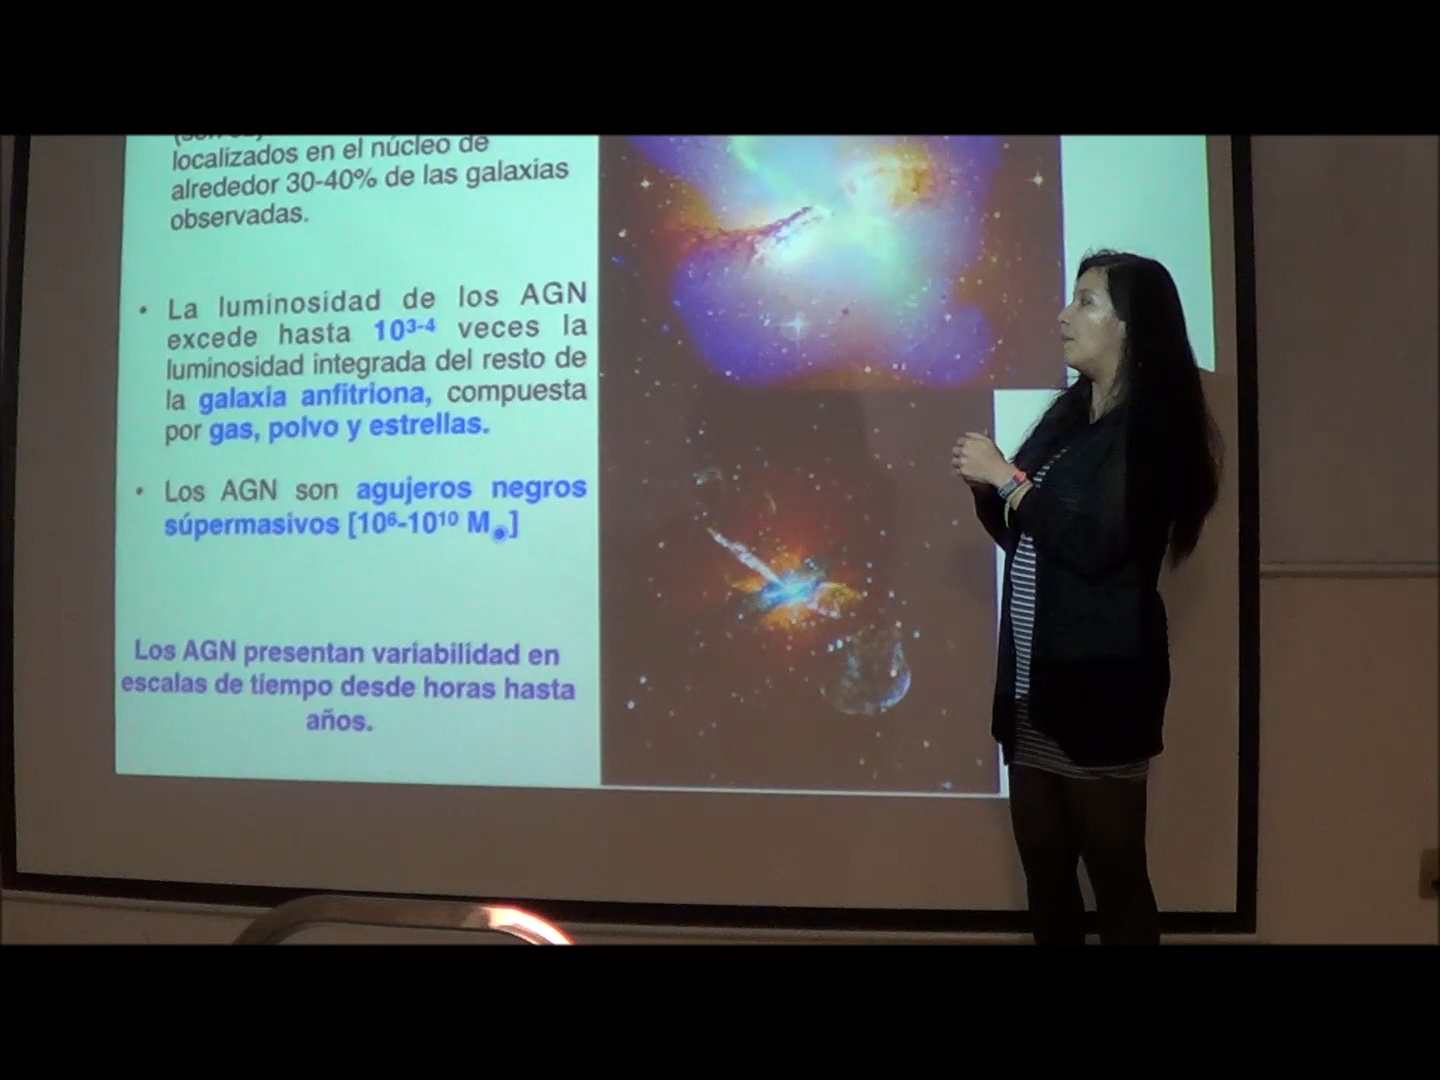 localizados en el núcleo de
alrededor 30-40% de las galaxias
observadas.
• La luminosidad de los AGN
excede hasta 10³⁻⁴ veces la
luminosidad integrada del resto de
la galaxia anfitriona, compuesta
por gas, polvo y estrellas.
• Los AGN son agujeros negros
súpermasivos [10⁶-10¹⁰ M☉]
Los AGN presentan variabilidad en
escalas de tiempo desde horas hasta
años.